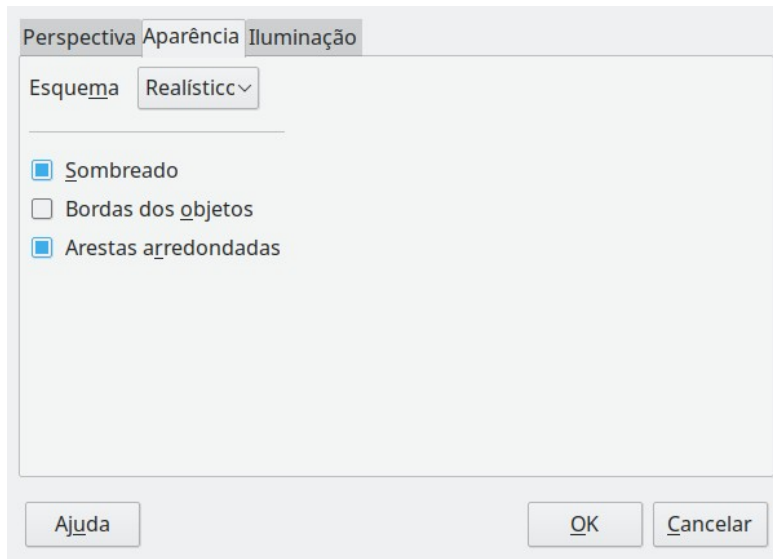 Perspectiva Aparência Iluminação
Esquema Realísticc
Sombreado
Bordas dos objetos
Arestas arredondadas
Ajuda OK Cancelar